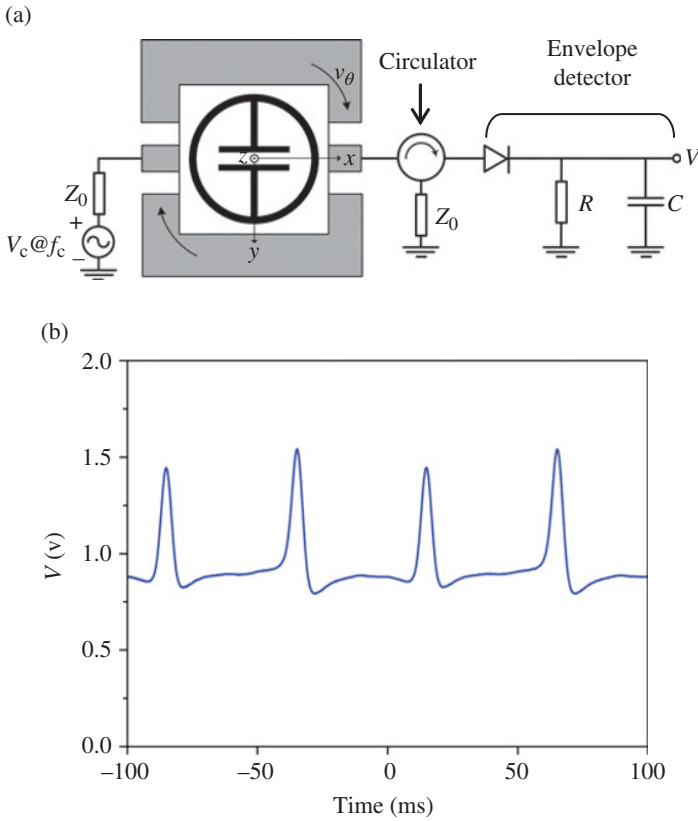 (a)
Envelope
detector
Circulator
v_θ
z x
y
Z_0
+
V_c@f_c
−
Z_0
R
C
V
(b)
2.0
1.5
1.0
0.5
0.0
V (v)
−100 −50 0 50 100
Time (ms)